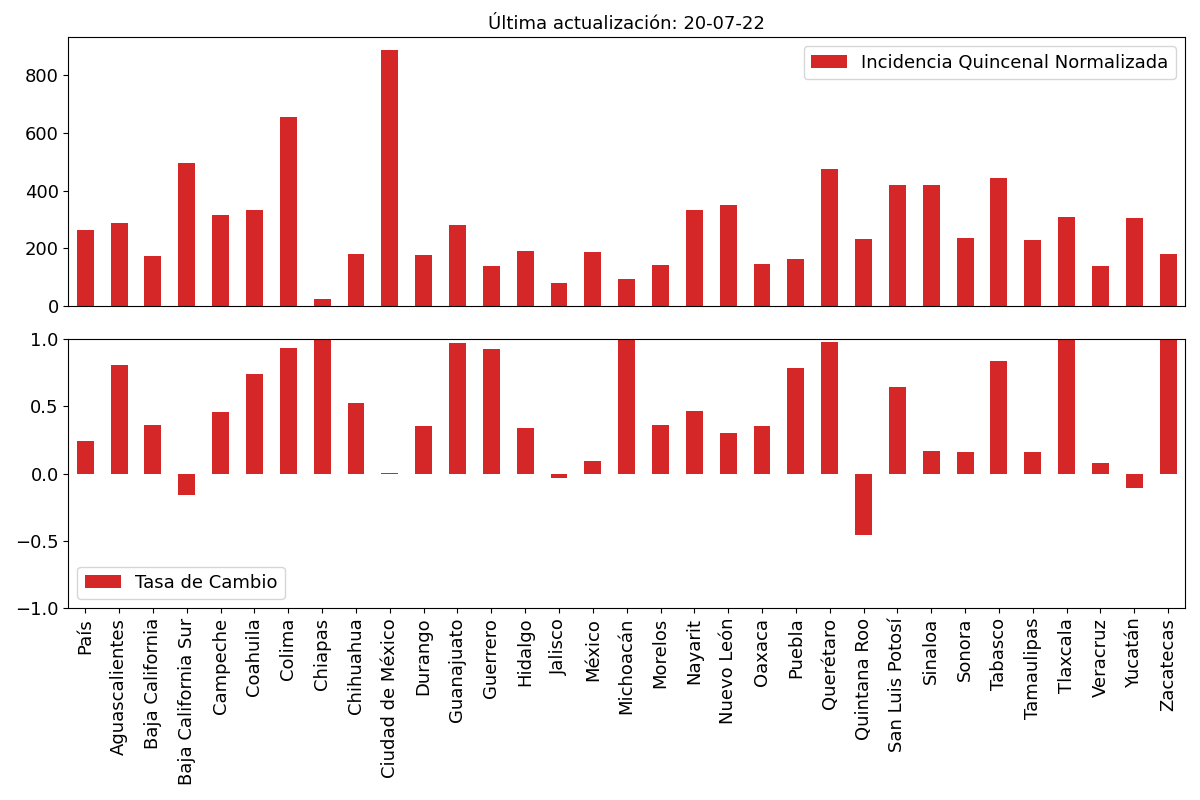 Última actualización: 20-07-22
800
600
400
200
0
Incidencia Quincenal Normalizada
1.0
0.5
0.0
−0.5
−1.0
Tasa de Cambio
País
Aguascalientes
Baja California
Baja California Sur
Campeche
Coahuila
Colima
Chiapas
Chihuahua
Ciudad de México
Durango
Guanajuato
Guerrero
Hidalgo
Jalisco
México
Michoacán
Morelos
Nayarit
Nuevo León
Oaxaca
Puebla
Querétaro
Quintana Roo
San Luis Potosí
Sinaloa
Sonora
Tabasco
Tamaulipas
Tlaxcala
Veracruz
Yucatán
Zacatecas